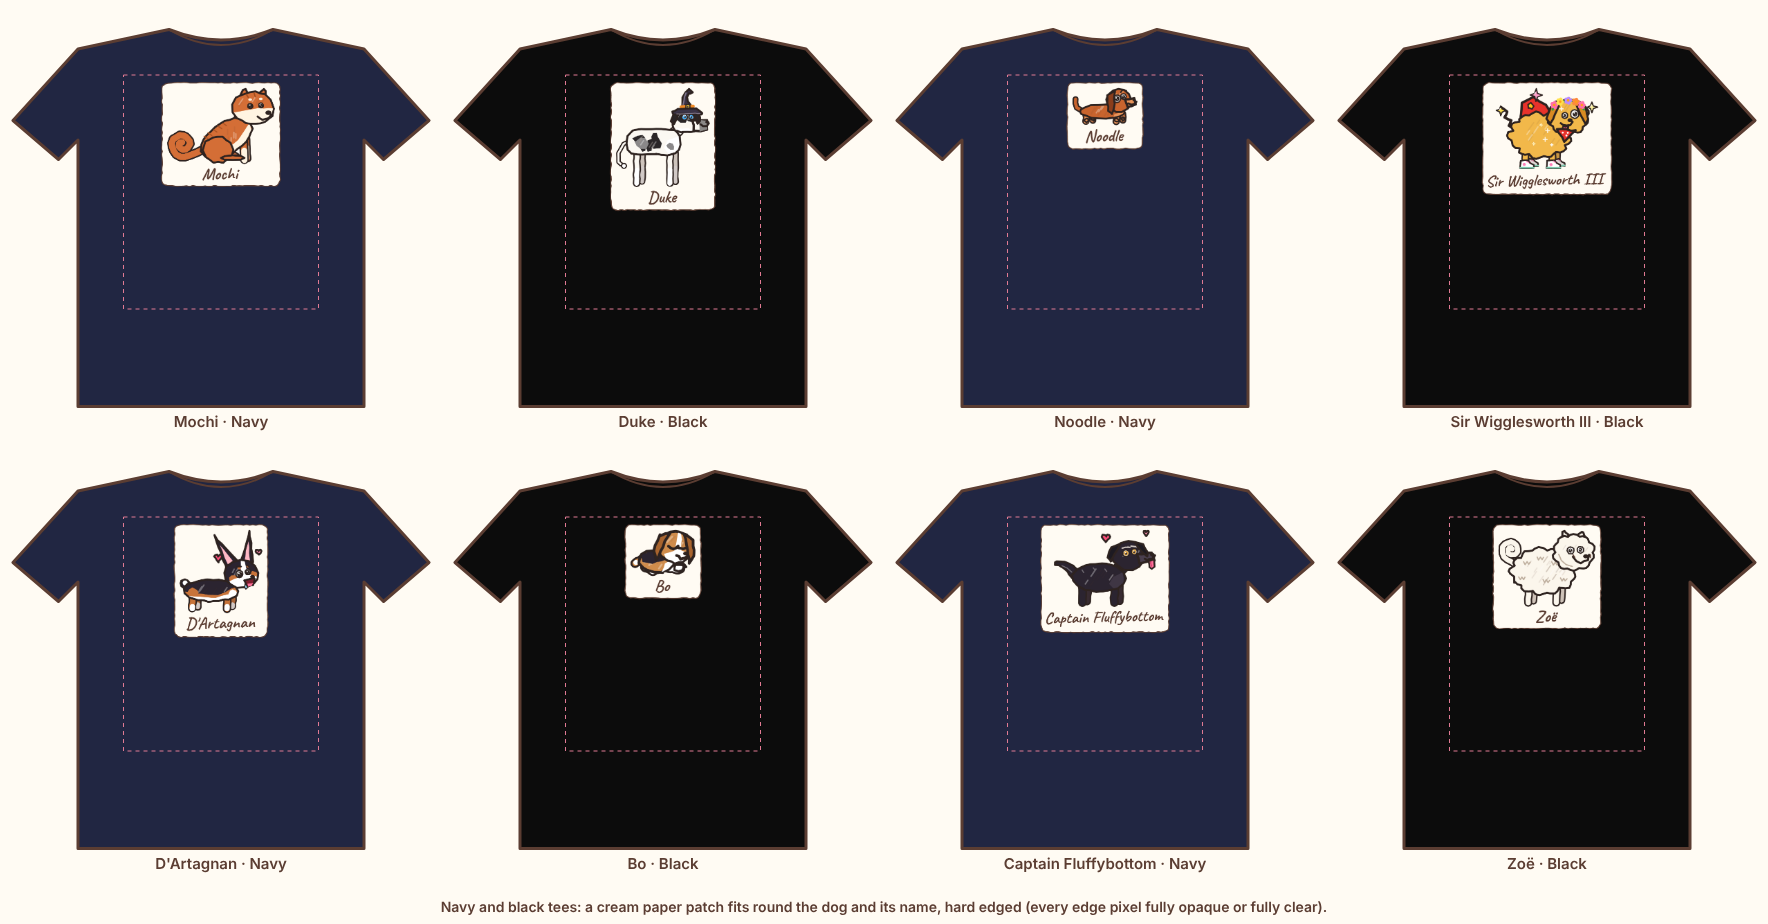 Mochi
Duke
Noodle
Sir Wigglesworth III
Mochi · Navy
Duke · Black
Noodle · Navy
Sir Wigglesworth III · Black
D'Artagnan
Bo
Captain Fluffybottom
Zoë
D'Artagnan · Navy
Bo · Black
Captain Fluffybottom · Navy
Zoë · Black
Navy and black tees: a cream paper patch fits round the dog and its name, hard edged (every edge pixel fully opaque or fully clear).